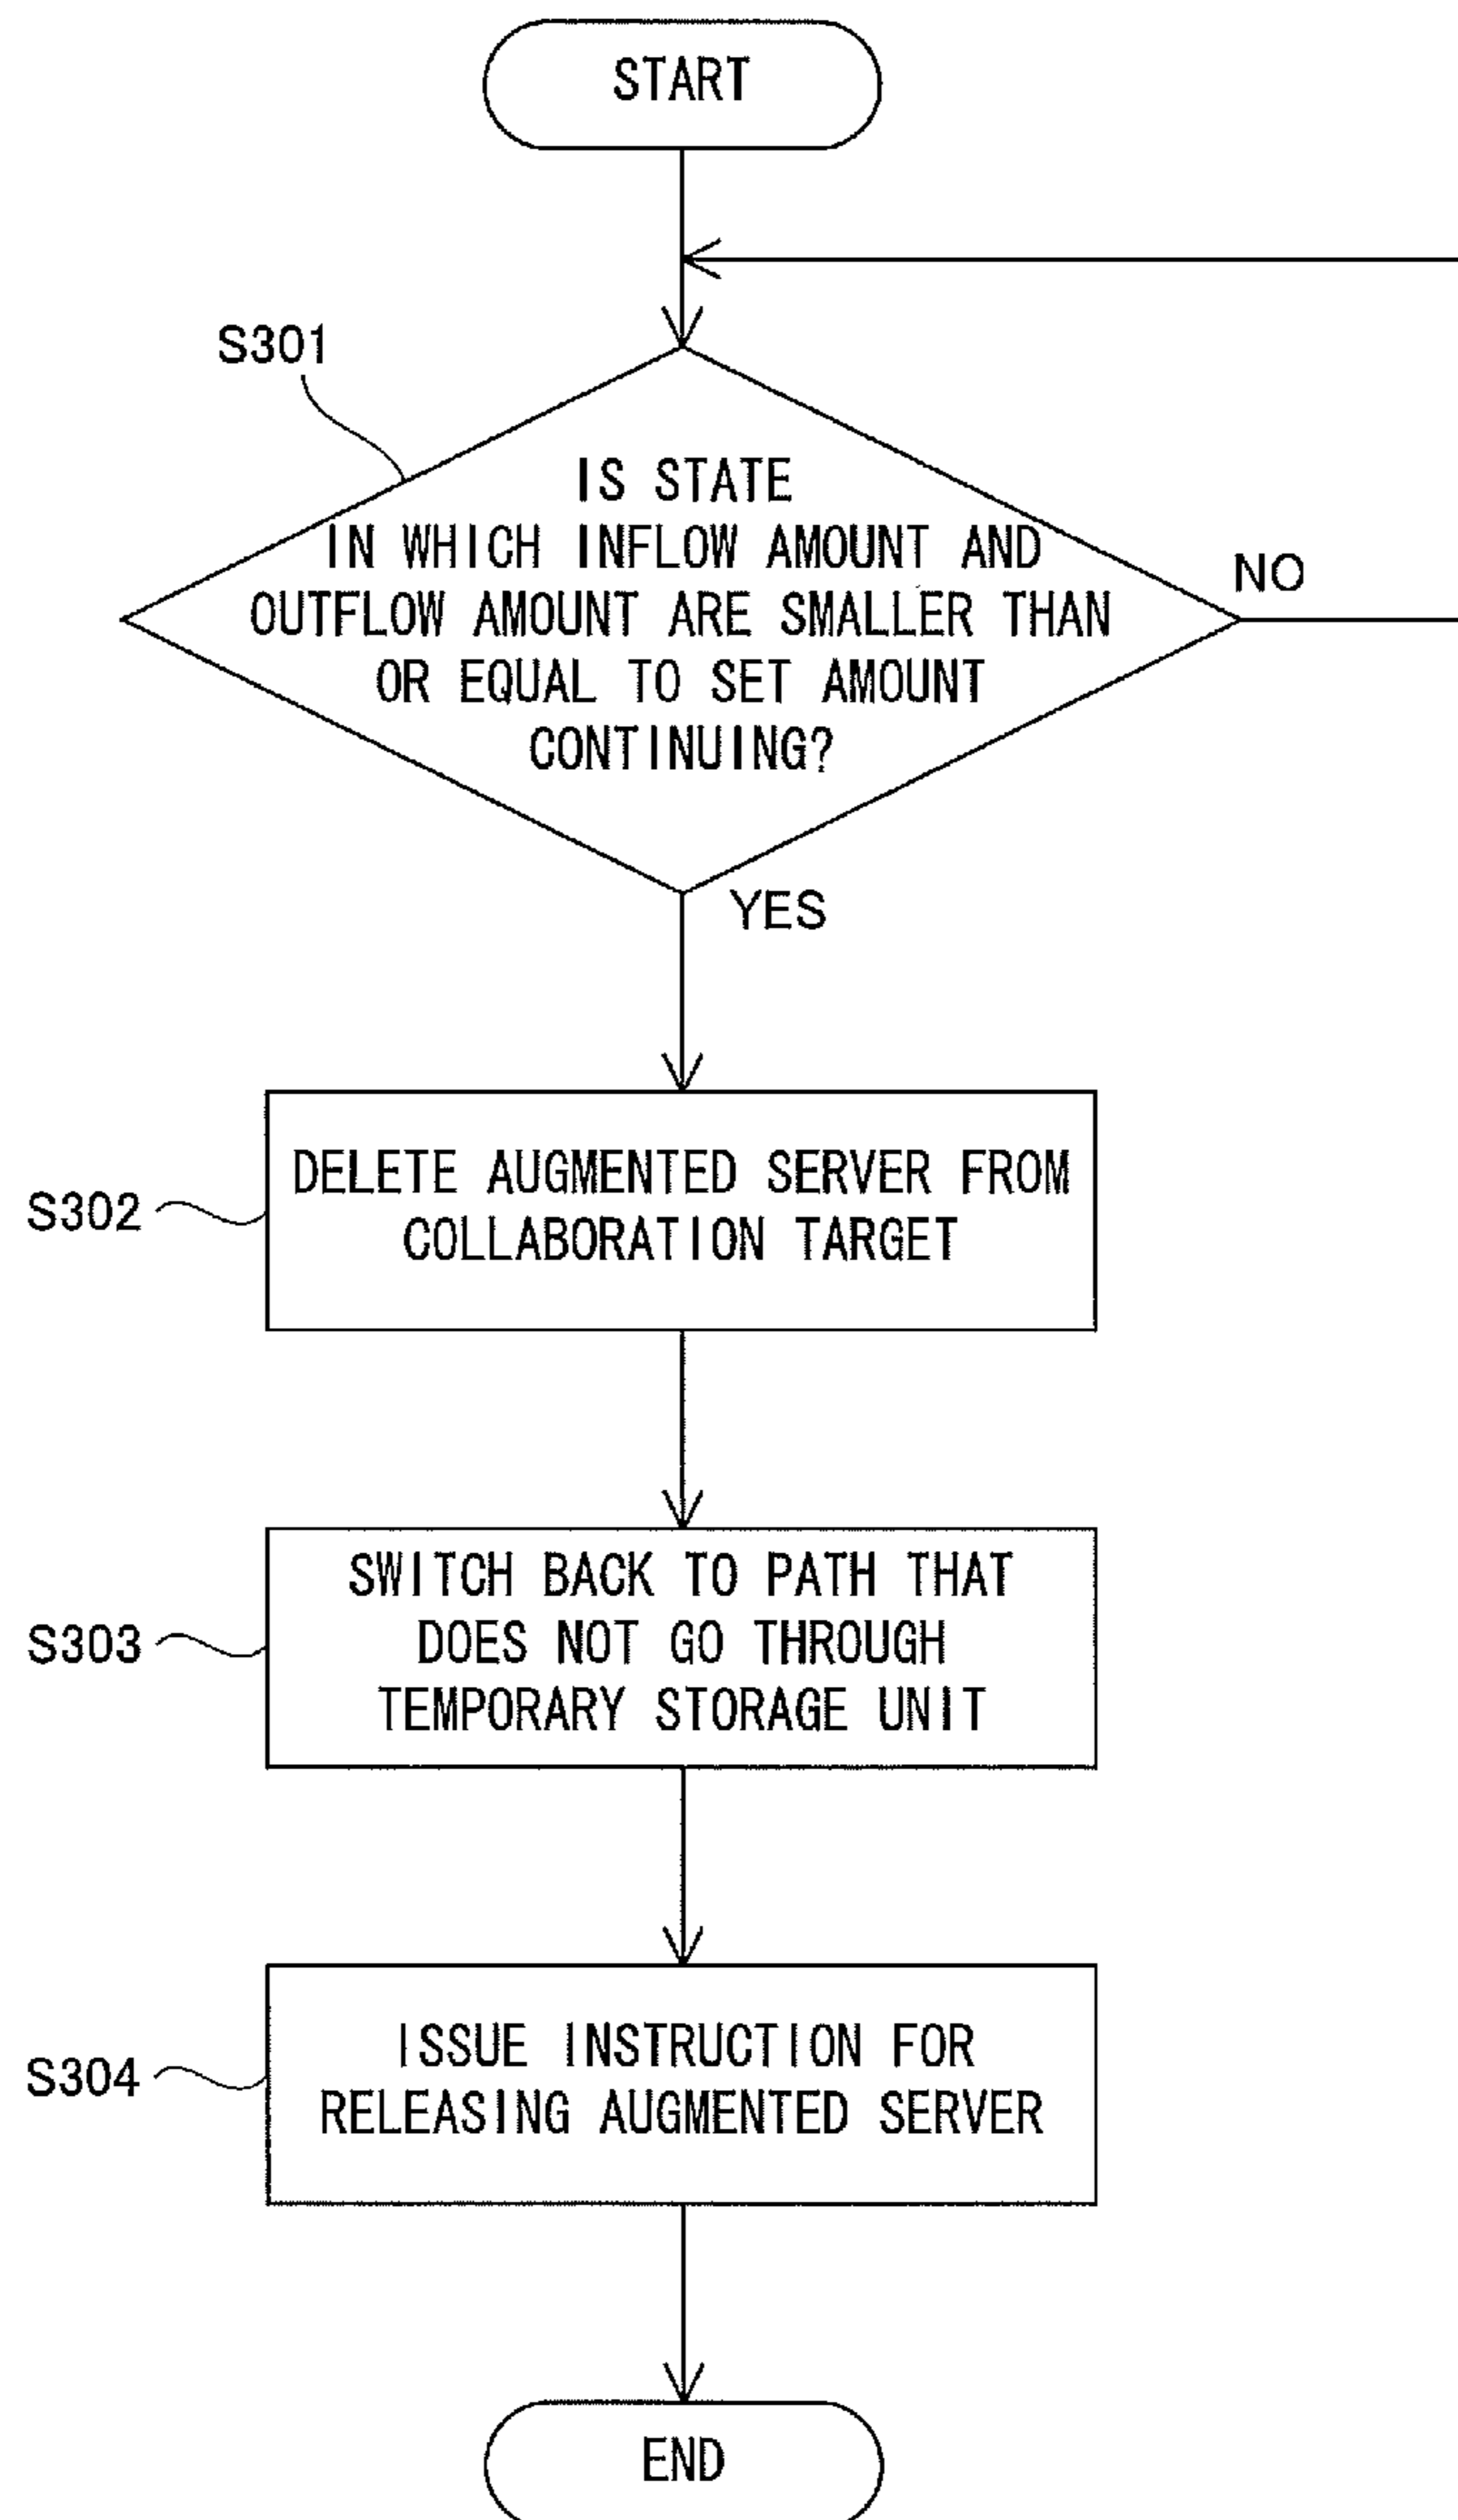 START
S301
IS STATE
IN WHICH INFLOW AMOUNT AND
OUTFLOW AMOUNT ARE SMALLER THAN
OR EQUAL TO SET AMOUNT
CONTINUING?
NO
YES
S302
DELETE AUGMENTED SERVER FROM
COLLABORATION TARGET
S303
SWITCH BACK TO PATH THAT
DOES NOT GO THROUGH
TEMPORARY STORAGE UNIT
S304
ISSUE INSTRUCTION FOR
RELEASING AUGMENTED SERVER
END